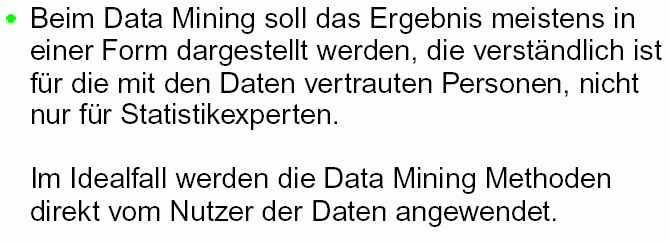 Beim Data Mining soll das Ergebnis meistens in
einer Form dargestellt werden, die verständlich ist
für die mit den Daten vertrauten Personen, nicht
nur für Statistikexperten.
Im Idealfall werden die Data Mining Methoden
direkt vom Nutzer der Daten angewendet.